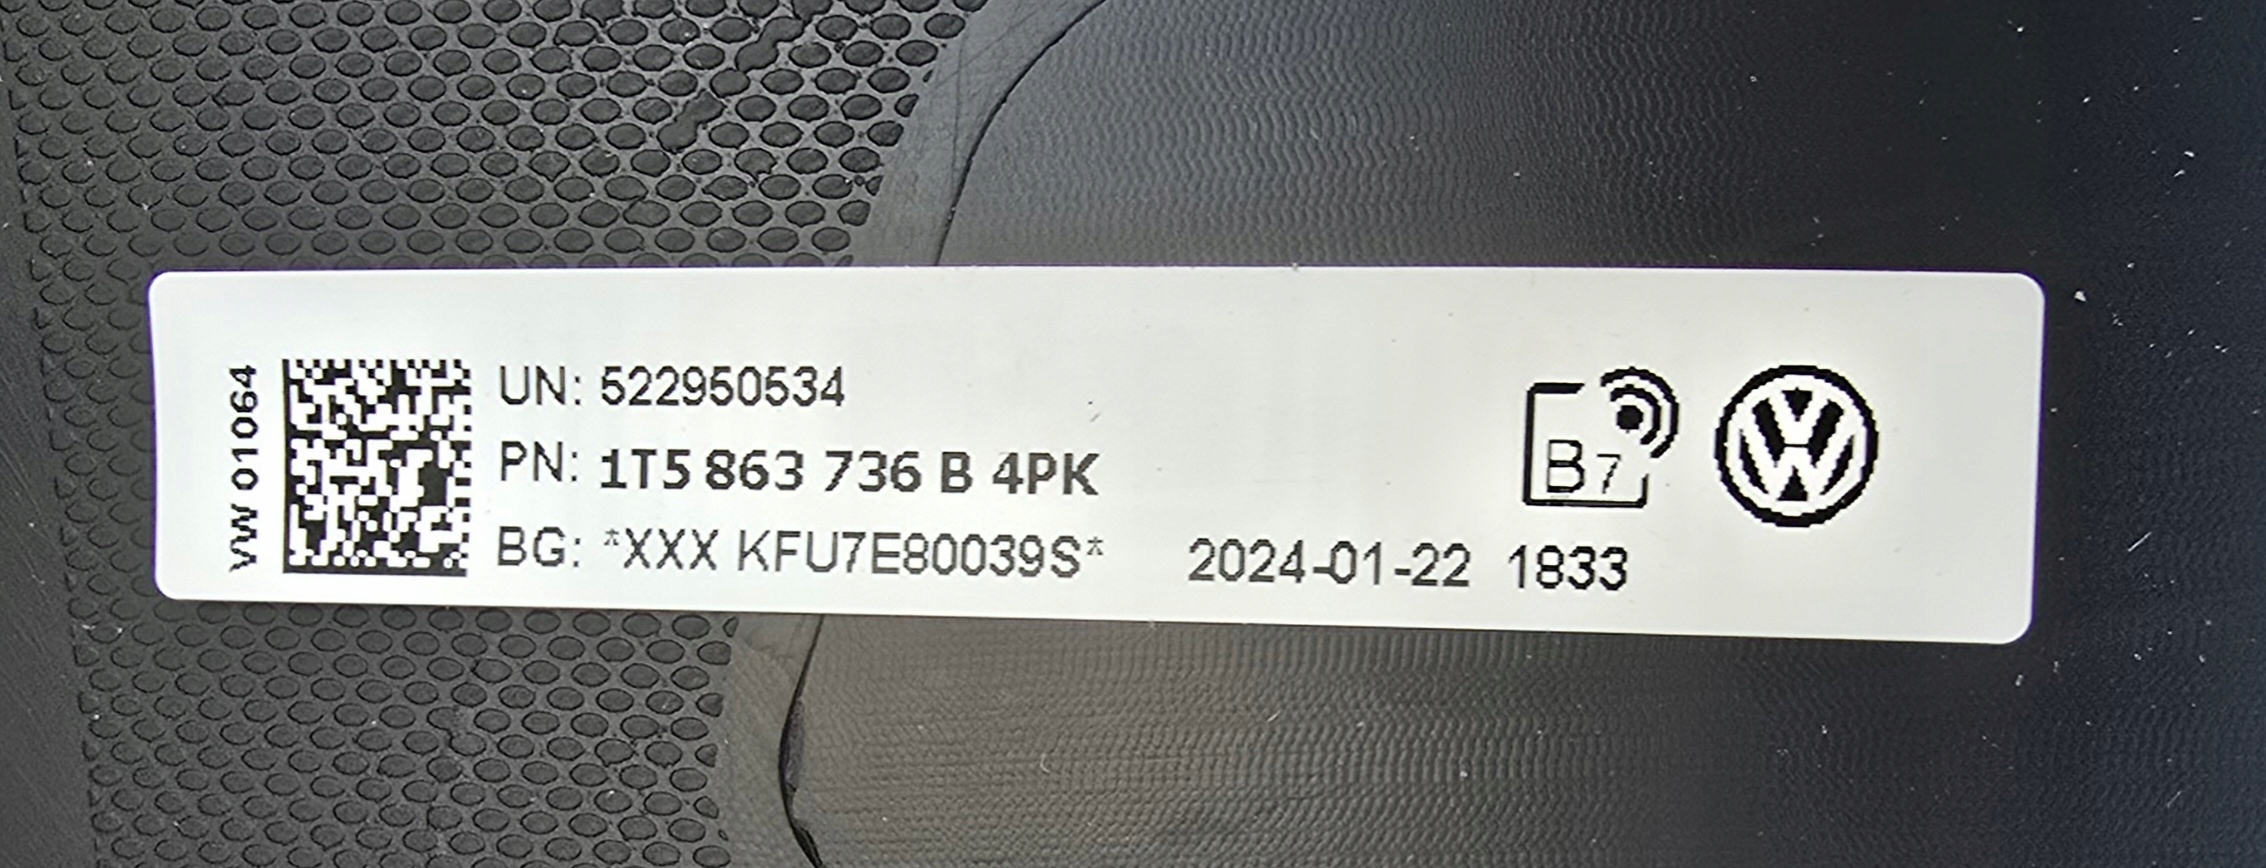 VW 01064
UN: 522950534
PN: 1T5 863 736 B 4PK
BG: *XXX KFU7E80039S* 2024-01-22 1833
B7